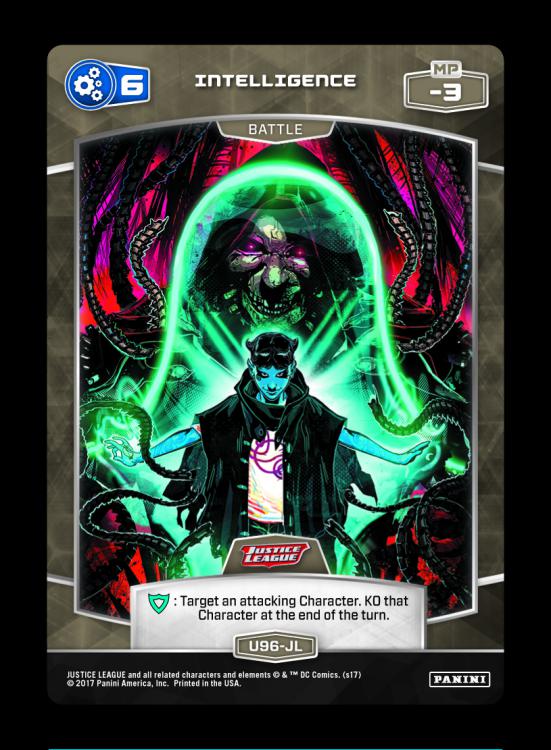 6
INTELLIGENCE
MP
-3
BATTLE
JUSTICE
LEAGUE
: Target an attacking Character. KO that
Character at the end of the turn.
U96-JL
JUSTICE LEAGUE and all related characters and elements © & ™ DC Comics. (s17)
© 2017 Panini America, Inc. Printed in the USA.
PANINI